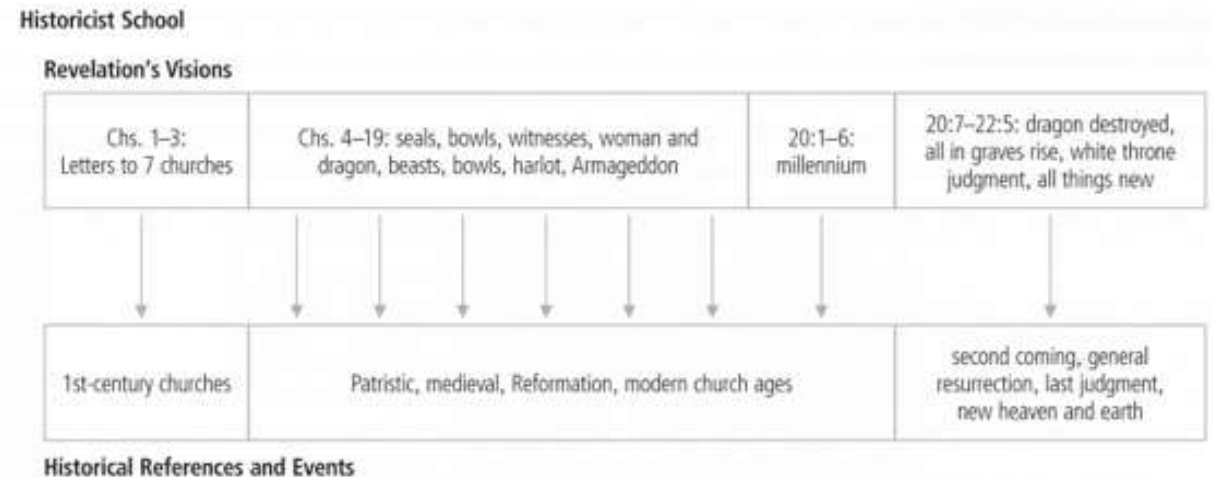 Historicist School
Revelation's Visions
Chs. 1–3:
Letters to 7 churches
Chs. 4–19: seals, bowls, witnesses, woman and
dragon, beasts, bowls, harlot, Armageddon
20:1–6:
millennium
20:7–22:5: dragon destroyed,
all in graves rise, white throne
judgment, all things new
1st-century churches
Patristic, medieval, Reformation, modern church ages
second coming, general
resurrection, last judgment,
new heaven and earth
Historical References and Events